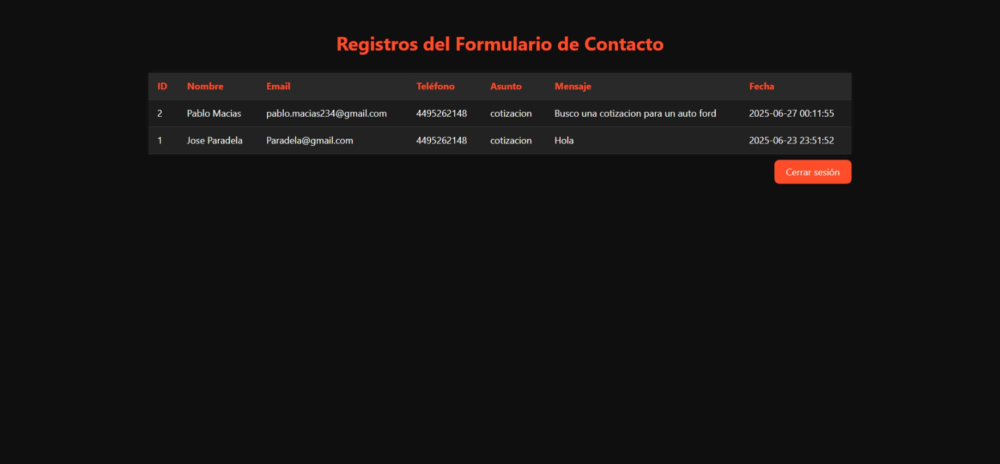 Registros del Formulario de Contacto
ID Nombre Email Teléfono Asunto Mensaje Fecha
2 Pablo Macias pablo.macias234@gmail.com 4495262148 cotizacion Busco una cotizacion para un auto ford 2025-06-27 00:11:55
1 Jose Paradela Paradela@gmail.com 4495262148 cotizacion Hola 2025-06-23 23:51:52
Cerrar sesión